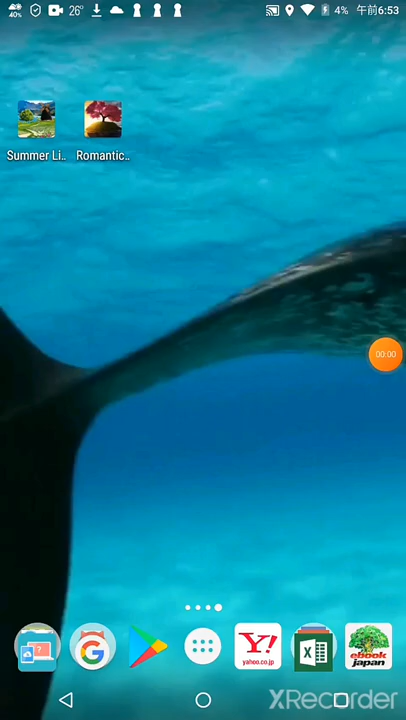 40%
26°
4%
午前6:53
Summer Li..
Romantic..
00:00
G
Y!
yahoo.co.jp
X
ebook
japan
XRecorder